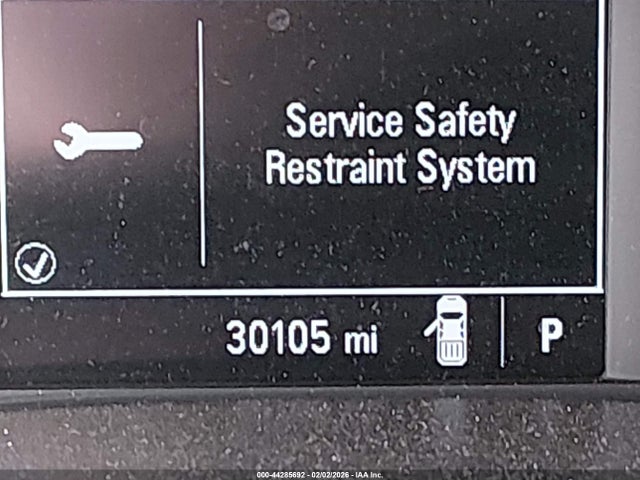 Service Safety
Restraint System
30105 mi
P
000-44285692 - 02/02/2026 - IAA Inc.